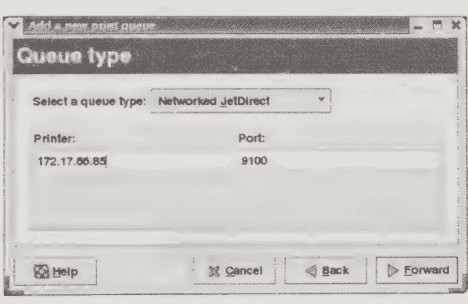 Add a new print queue
Queue type
Select a queue type: Networked JetDirect
Printer: Port:
172.17.66.85 9100
Help Cancel Back Forward